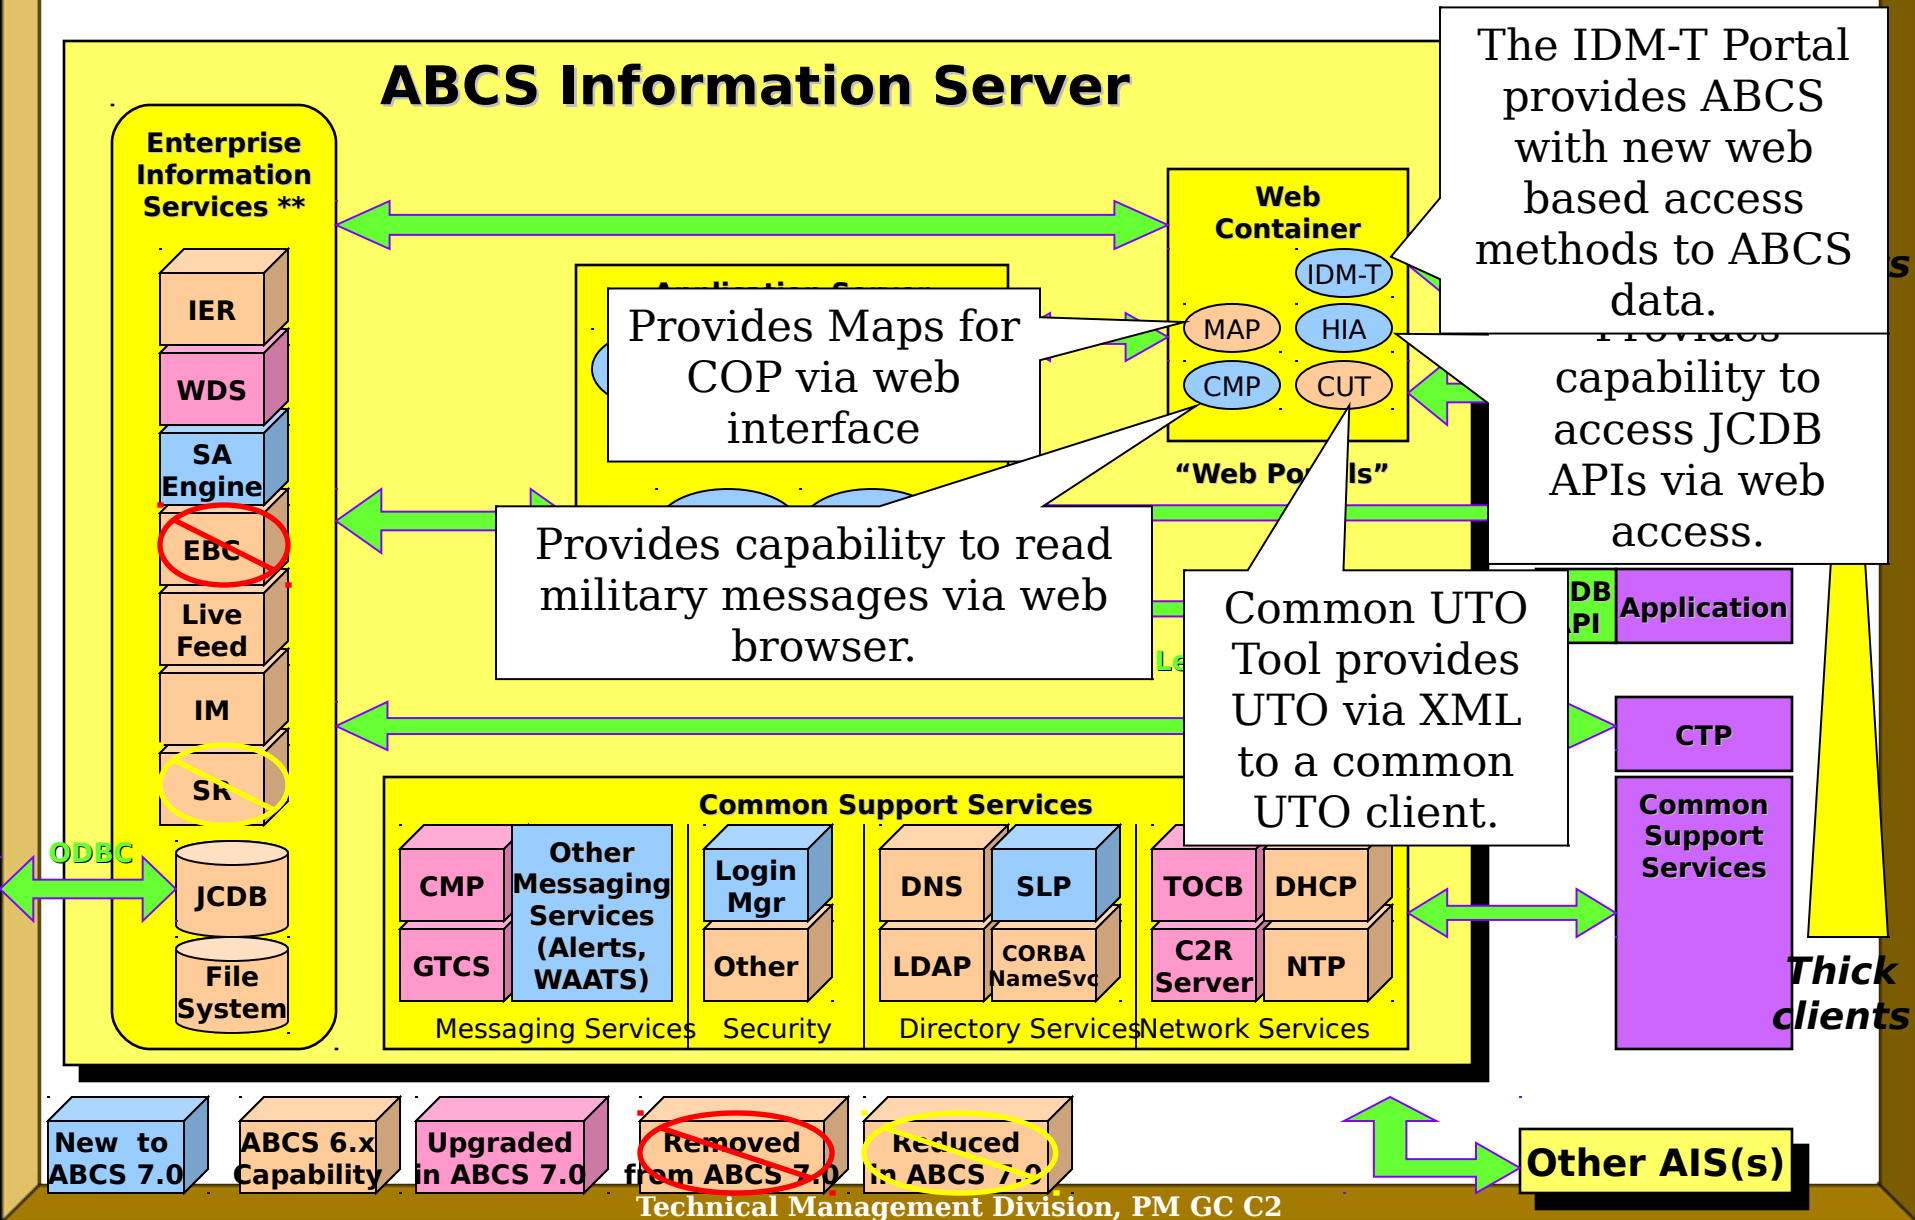 ABCS Information Server
The IDM-T Portal
provides ABCS
with new web
based access
methods to ABCS
data.
Enterprise
Information
Services **
IER
WDS
SA
Engine
EBC
Live
Feed
IM
SR
ODBC
JCDB
File
System
Web
Container
IDM-T
MAP
HIA
CMP
CUT
“Web Po ls”
Application Server
Provides Maps for
COP via web
interface
Provides
capability to
access JCDB
APIs via web
access.
Provides capability to read
military messages via web
browser.
Common UTO
Tool provides
UTO via XML
to a common
UTO client.
DB
PI
Application
CTP
Common
Support
Services
Thick
clients
Common Support Services
CMP
GTCS
Other
Messaging
Services
(Alerts,
WAATS)
Messaging Services
Login
Mgr
Other
Security
DNS
SLP
LDAP
CORBA
NameSvc
Directory Services
TOCB
DHCP
C2R
Server
NTP
Network Services
New to
ABCS 7.0
ABCS 6.x
Capability
Upgraded
in ABCS 7.0
Removed
from ABCS 7.0
Reduced
in ABCS 7.0
Other AIS(s)
Technical Management Division, PM GC C2